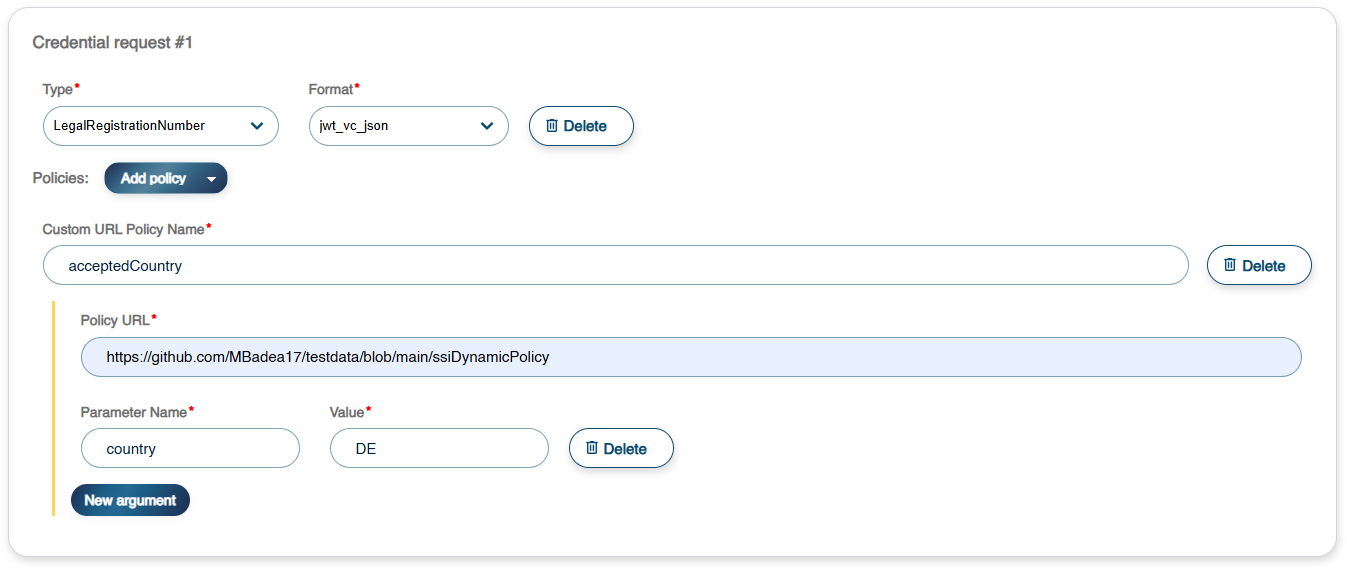 Credential request #1
Type* Format*
LegalRegistrationNumber jwt_vc_json Delete
Policies: Add policy
Custom URL Policy Name*
acceptedCountry Delete
Policy URL*
https://github.com/MBadea17/testdata/blob/main/ssiDynamicPolicy
Parameter Name* Value*
country DE Delete
New argument